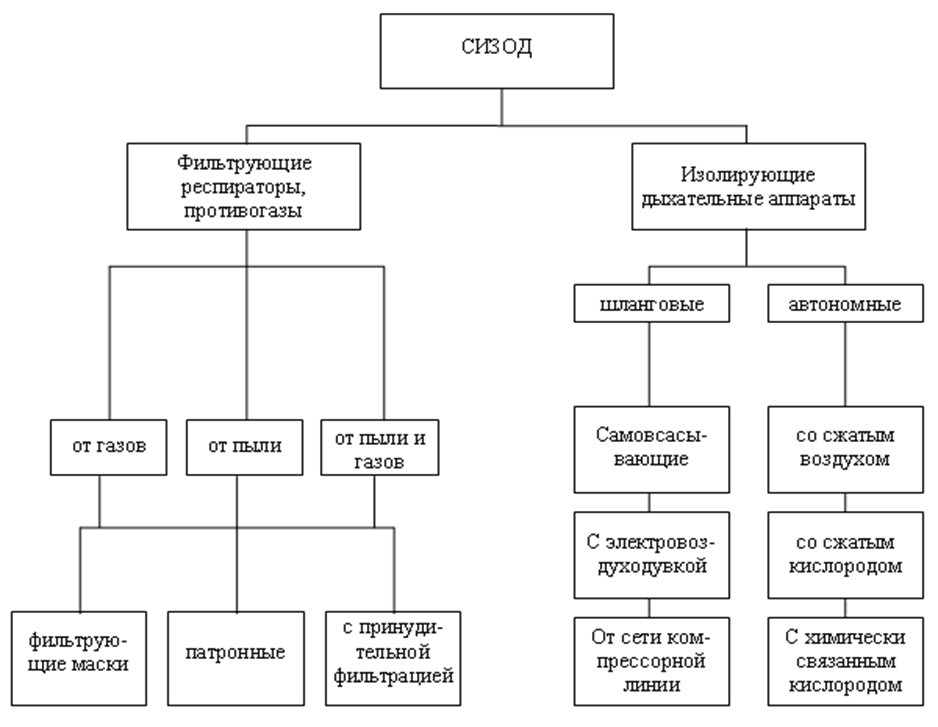 СИЗОД
Фильтрующие
респираторы,
противогазы
Изолирующие
дыхательные аппараты
шланговые
автономные
от газов
от пыли
от пыли и
газов
Самовсасы-
вающие
со сжатым
воздухом
С электровоз-
духодувкой
со сжатым
кислородом
фильтрую-
щие маски
патронные
с принуди-
тельной
фильтрацией
От сети ком-
прессорной
линии
С химически
связанным
кислородом